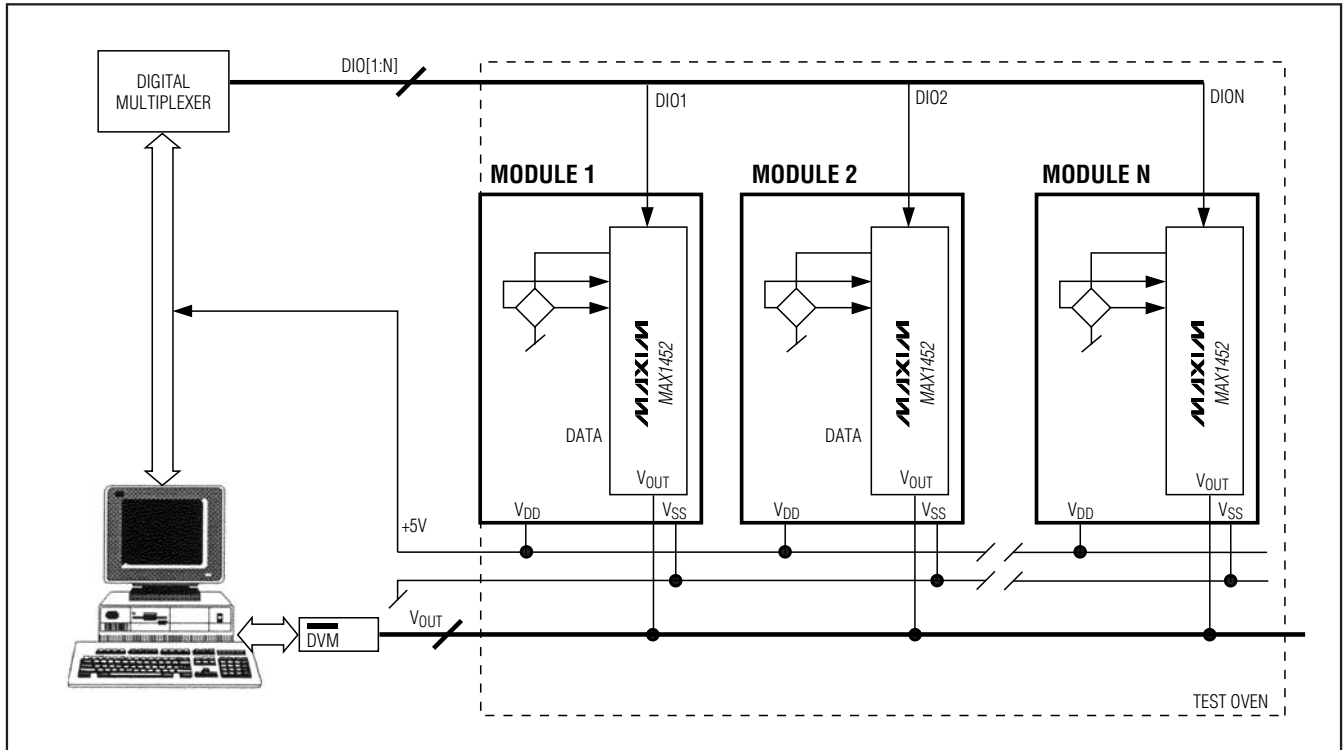 DIGITAL
MULTIPLEXER
DIO[1:N]
DIO1
DIO2
DION
MODULE 1
MODULE 2
MODULE N
MAXIM
MAX1452
MAXIM
MAX1452
MAXIM
MAX1452
DATA
DATA
VOUT
VOUT
VOUT
VDD
VSS
VDD
VSS
VDD
VSS
+5V
VOUT
DVM
TEST OVEN